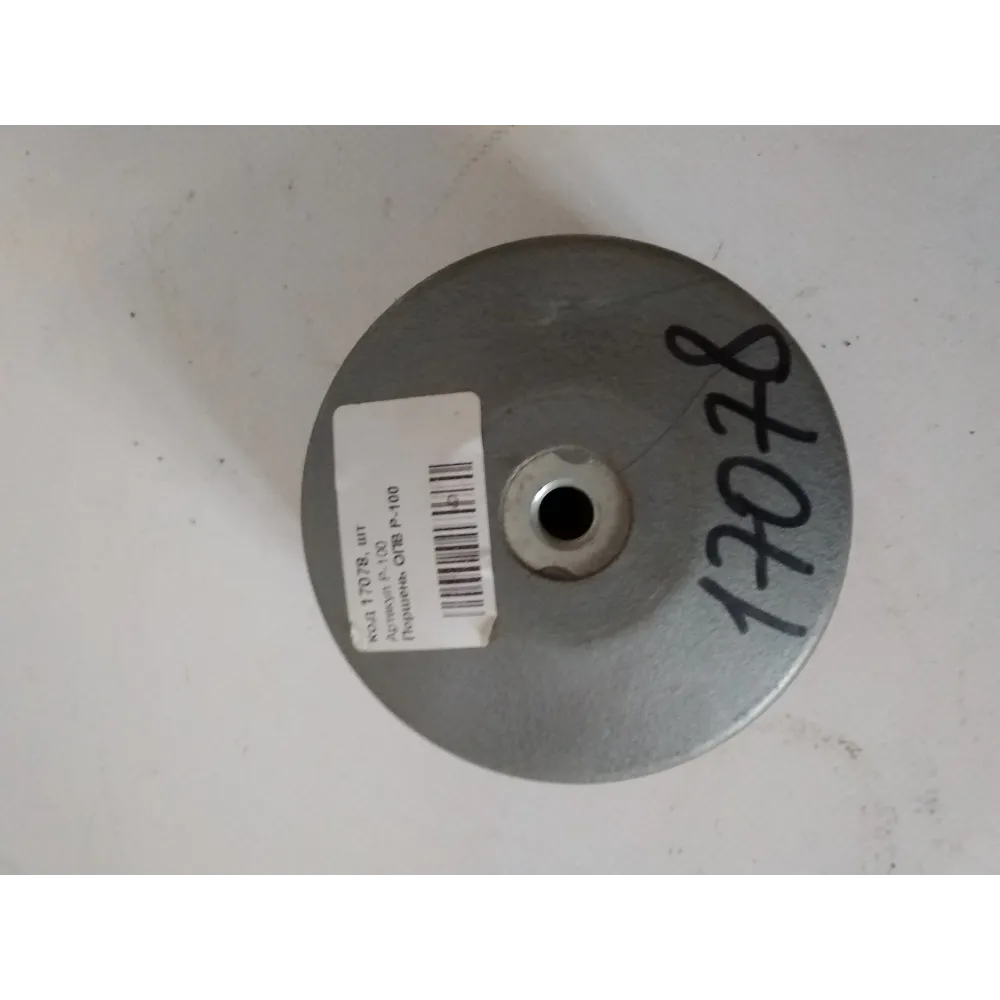 код 17078, шт
Артикул Р-100
Поршень ОПВ Р-100
17078